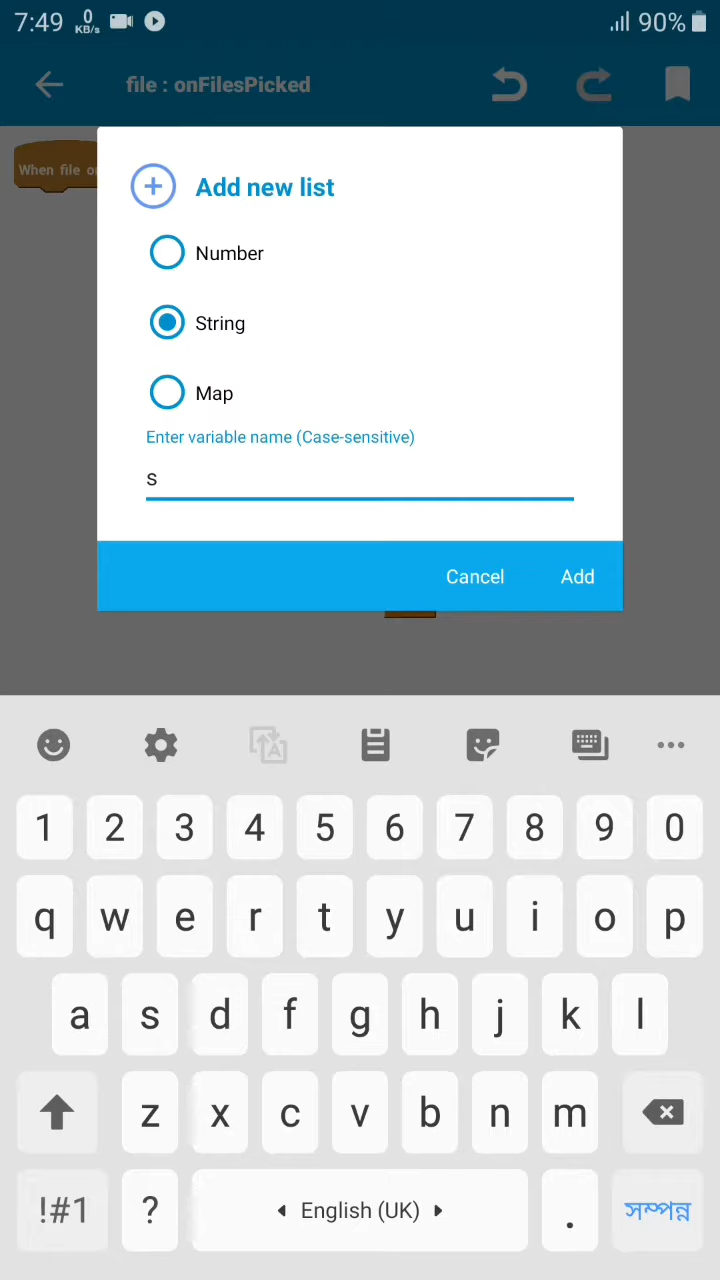 7:49 0 KB/s 90%
file : onFilesPicked
When file
Add new list
Number
String
Map
Enter variable name (Case-sensitive)
s
Cancel Add
1 2 3 4 5 6 7 8 9 0
q w e r t y u i o p
a s d f g h j k l
z x c v b n m
!#1 ? English (UK) . সম্পন্ন